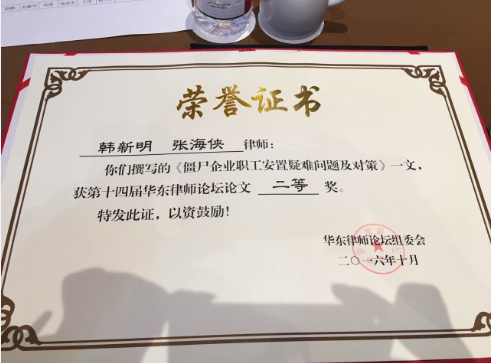 荣誉证书
韩新明 张海侠 律师：
你们撰写的《僵尸企业职工安置疑难问题及对策》一文，
获第十四届华东律师论坛论文 二等 奖。
特发此证，以资鼓励！
华东律师论坛组委会
二〇一六年十月